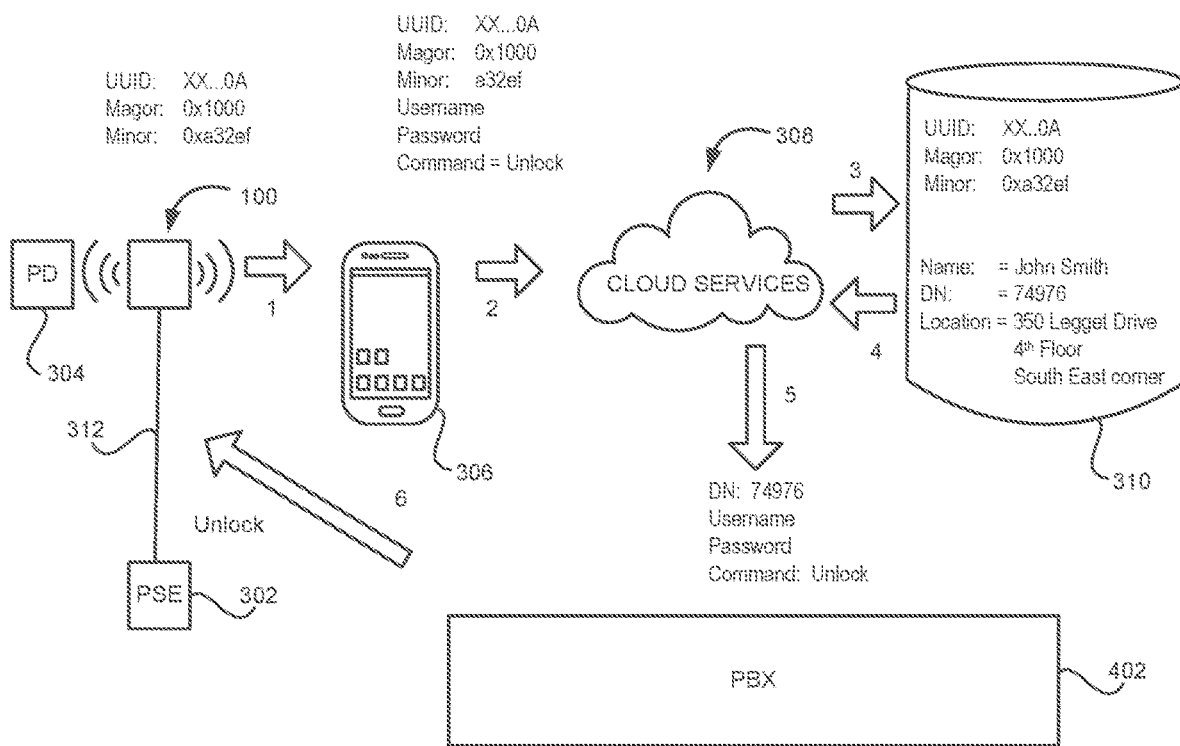 UUID: XX...0A
Magor: 0x1000
Minor: 0xa32ef
UUID: XX...0A
Magor: 0x1000
Minor: a32ef
Username
Password
Command = Unlock
308
3
UUID: XX..0A
Magor: 0x1000
Minor: 0xa32ef
100
PD
1
2
CLOUD SERVICES
4
Name: = John Smith
DN: = 74976
Location = 350 Legget Drive
4th Floor
South East corner
304
312
306
5
310
6
Unlock
DN: 74976
Username
Password
Command: Unlock
PSE
302
PBX
402